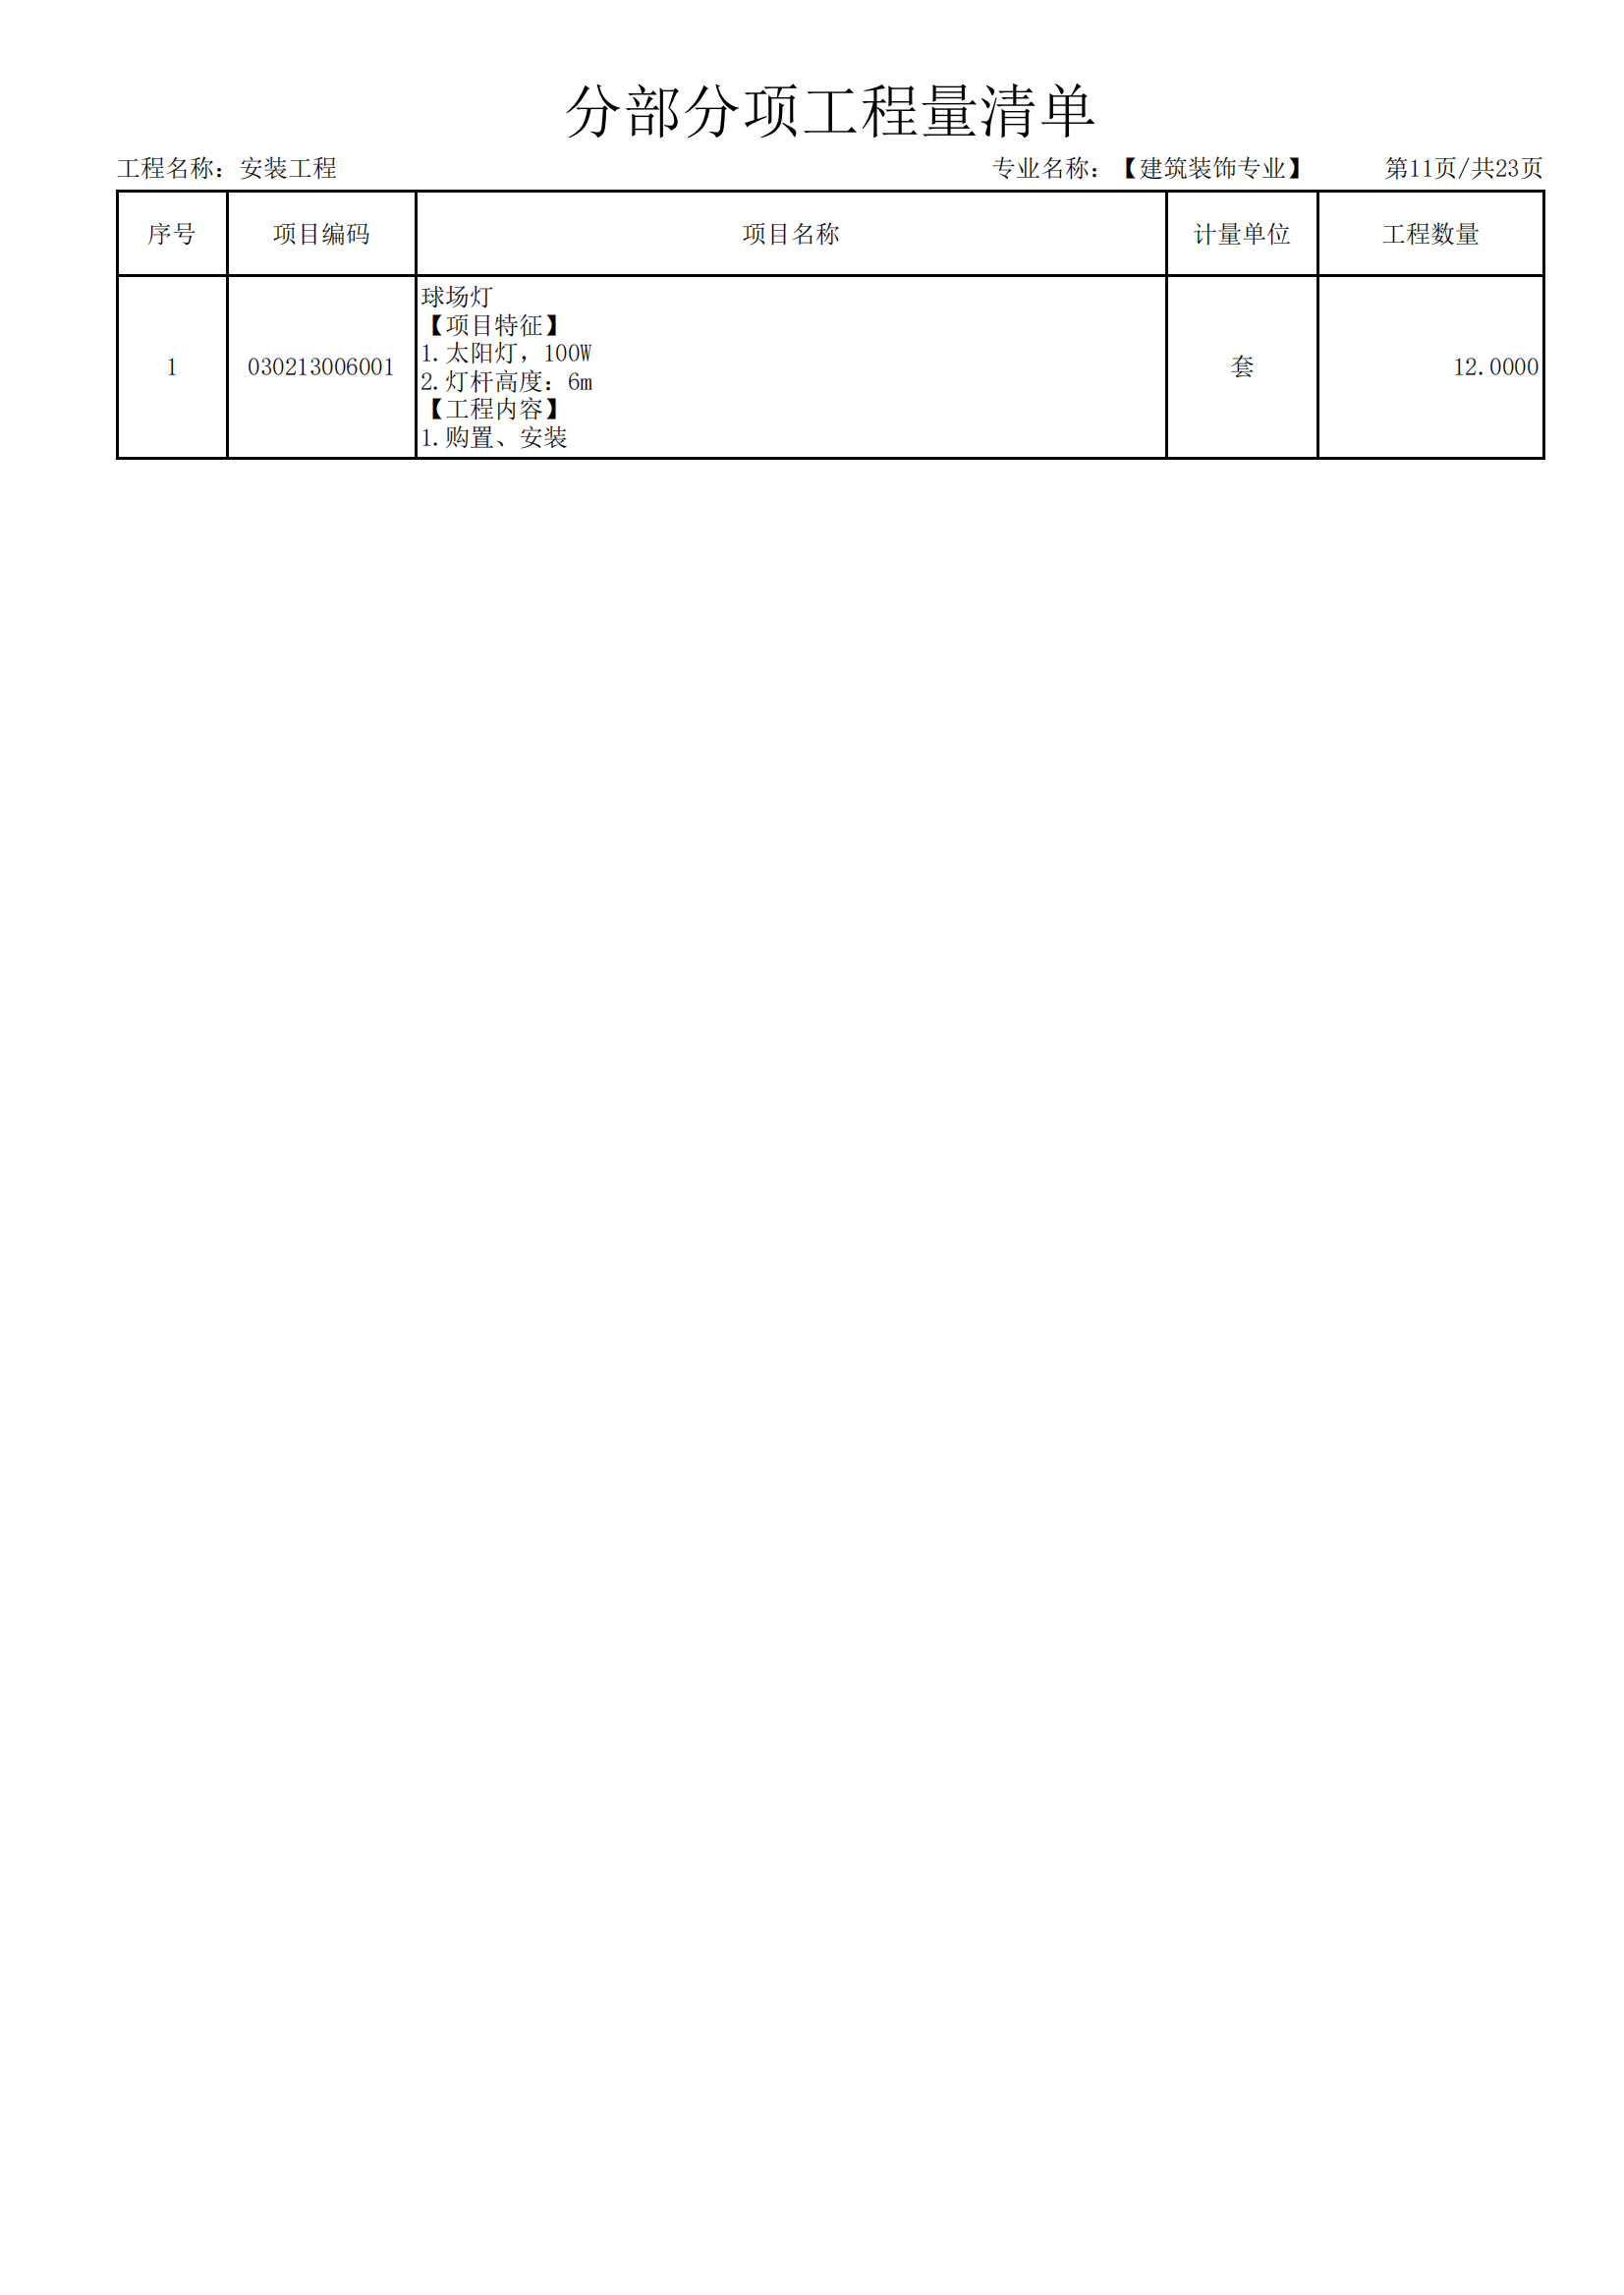 分部分项工程量清单
工程名称：安装工程 专业名称：【建筑装饰专业】 第11页/共23页
序号 项目编码 项目名称 计量单位 工程数量
球场灯
【项目特征】
1.太阳灯，100W
1 030213006001 套 12.0000
2.灯杆高度：6m
【工程内容】
1.购置、安装